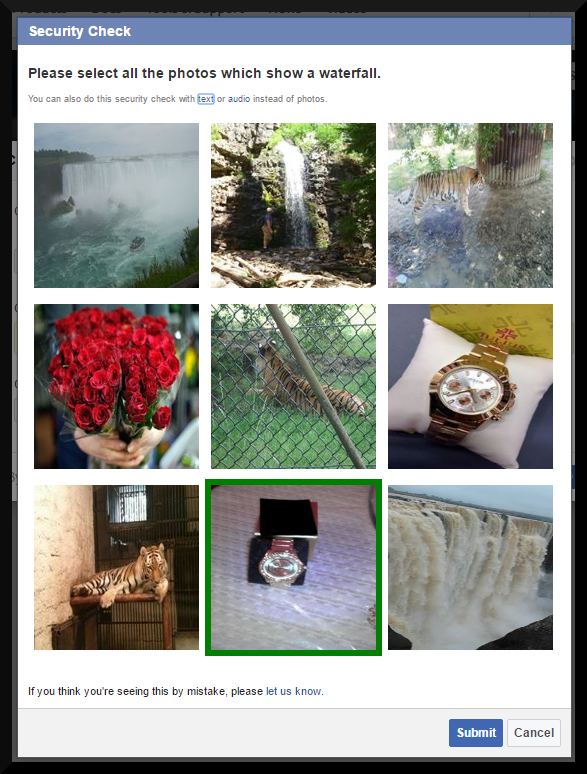 Security Check
Please select all the photos which show a waterfall.
You can also do this security check with text or audio instead of photos.
If you think you're seeing this by mistake, please let us know.
Submit Cancel